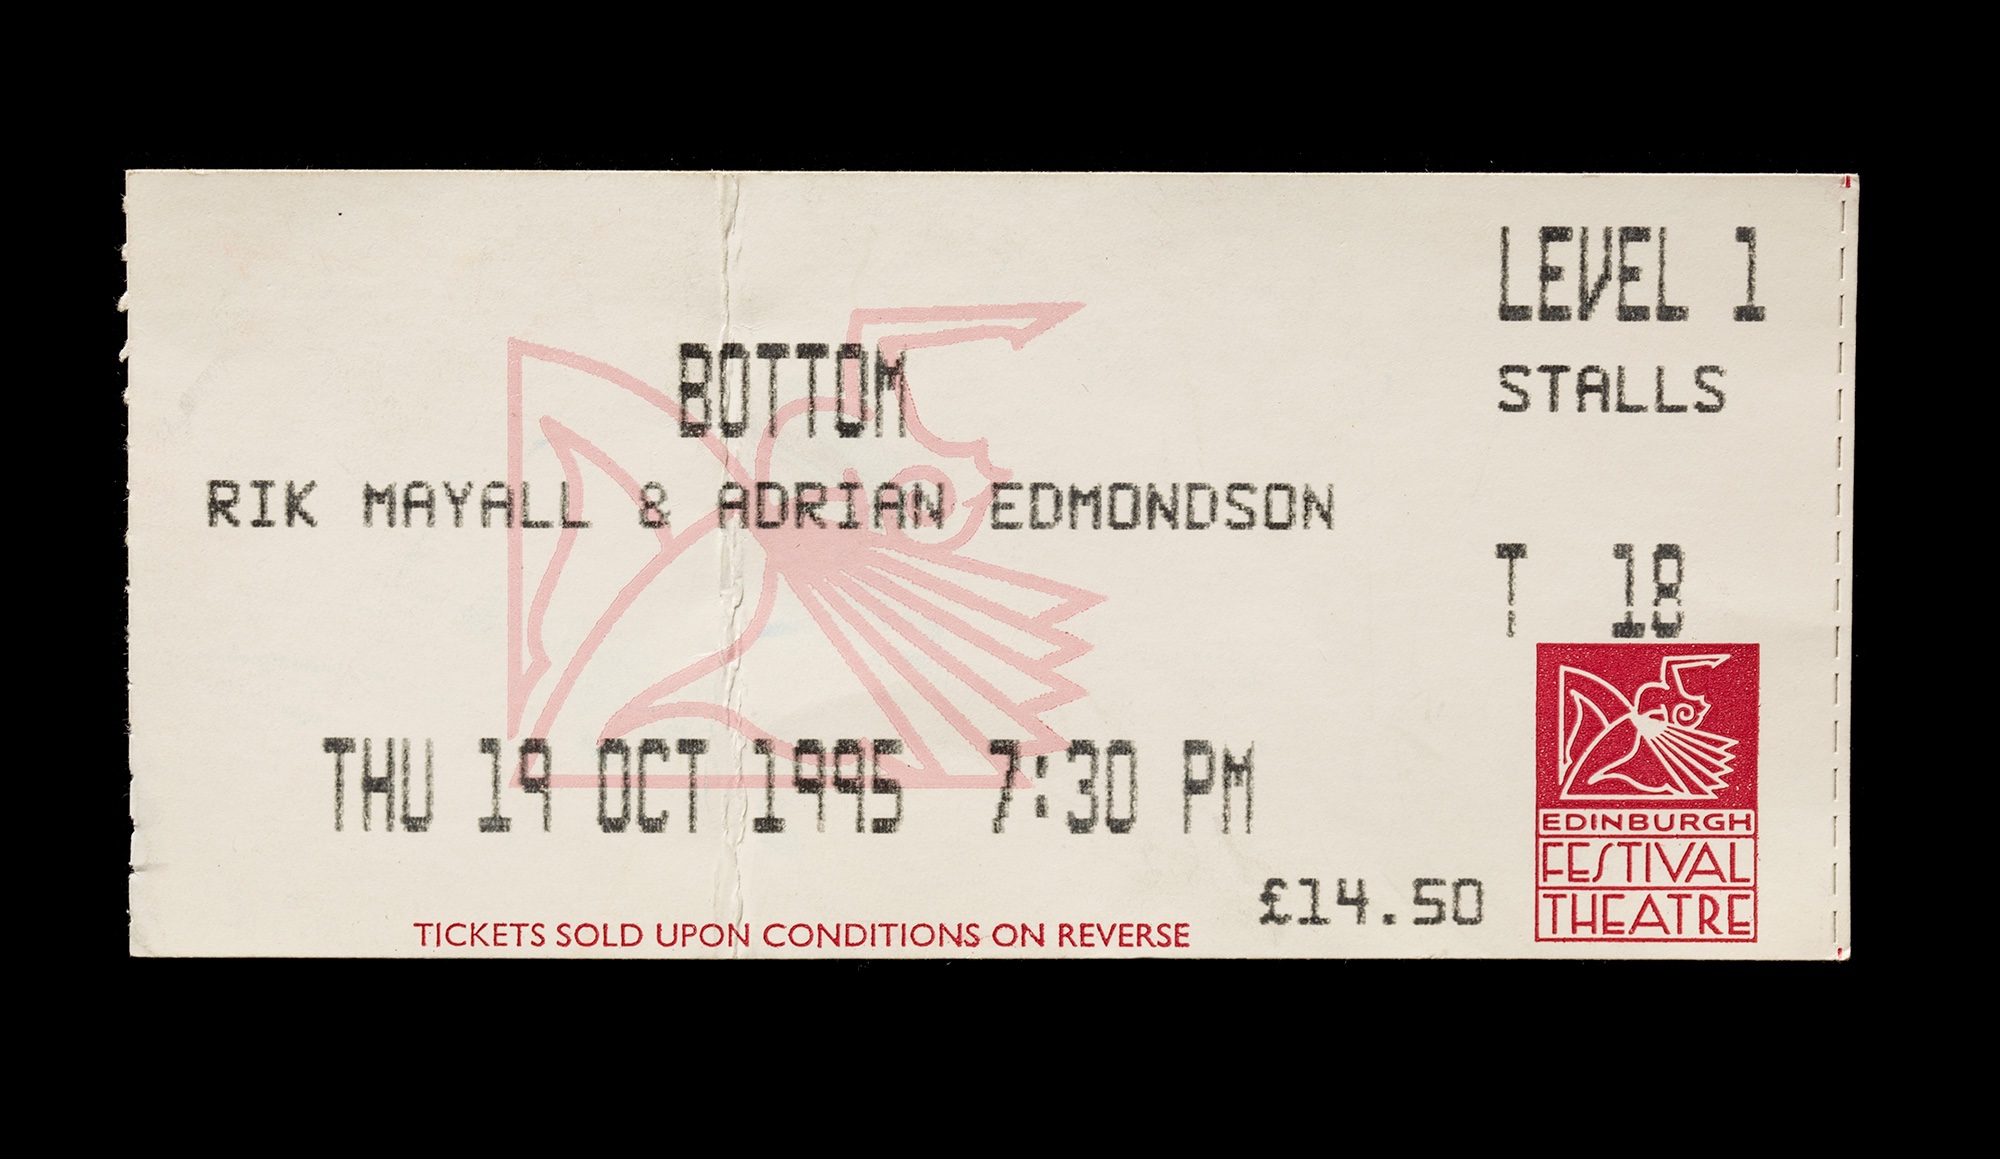 LEVEL 1
STALLS
BOTTOM
RIK MAYALL & ADRIAN EDMONDSON
T 18
THU 19 OCT 1995 7:30 PM
£14.50
TICKETS SOLD UPON CONDITIONS ON REVERSE
EDINBURGH
FESTIVAL
THEATRE